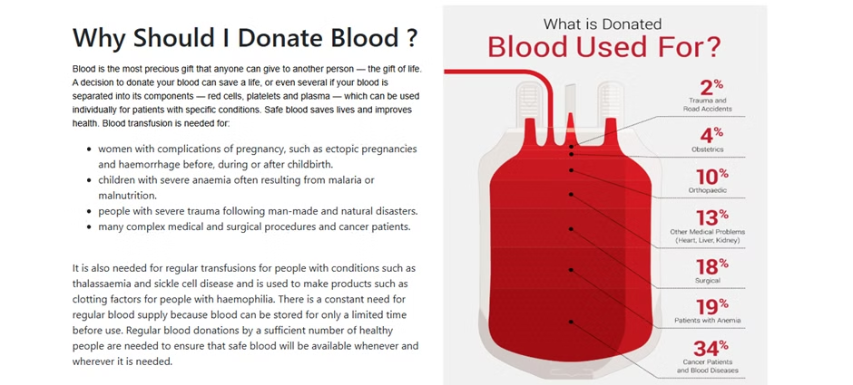 Why Should I Donate Blood ?
Blood is the most precious gift that anyone can give to another person — the gift of life.
A decision to donate your blood can save a life, or even several if your blood is
separated into its components — red cells, platelets and plasma — which can be used
individually for patients with specific conditions. Safe blood saves lives and improves
health. Blood transfusion is needed for:
• women with complications of pregnancy, such as ectopic pregnancies
and haemorrhage before, during or after childbirth.
• children with severe anaemia often resulting from malaria or
malnutrition.
• people with severe trauma following man-made and natural disasters.
• many complex medical and surgical procedures and cancer patients.
It is also needed for regular transfusions for people with conditions such as
thalassaemia and sickle cell disease and is used to make products such as
clotting factors for people with haemophilia. There is a constant need for
regular blood supply because blood can be stored for only a limited time
before use. Regular blood donations by a sufficient number of healthy
people are needed to ensure that safe blood will be available whenever and
wherever it is needed.
What is Donated
Blood Used For?
2%
Trauma and
Road Accidents
4%
Obstetrics
10%
Orthopaedic
13%
Other Medical Problems
(Heart, Liver, Kidney)
18%
Surgical
19%
Patients with Anemia
34%
Cancer Patients
and Blood Diseases